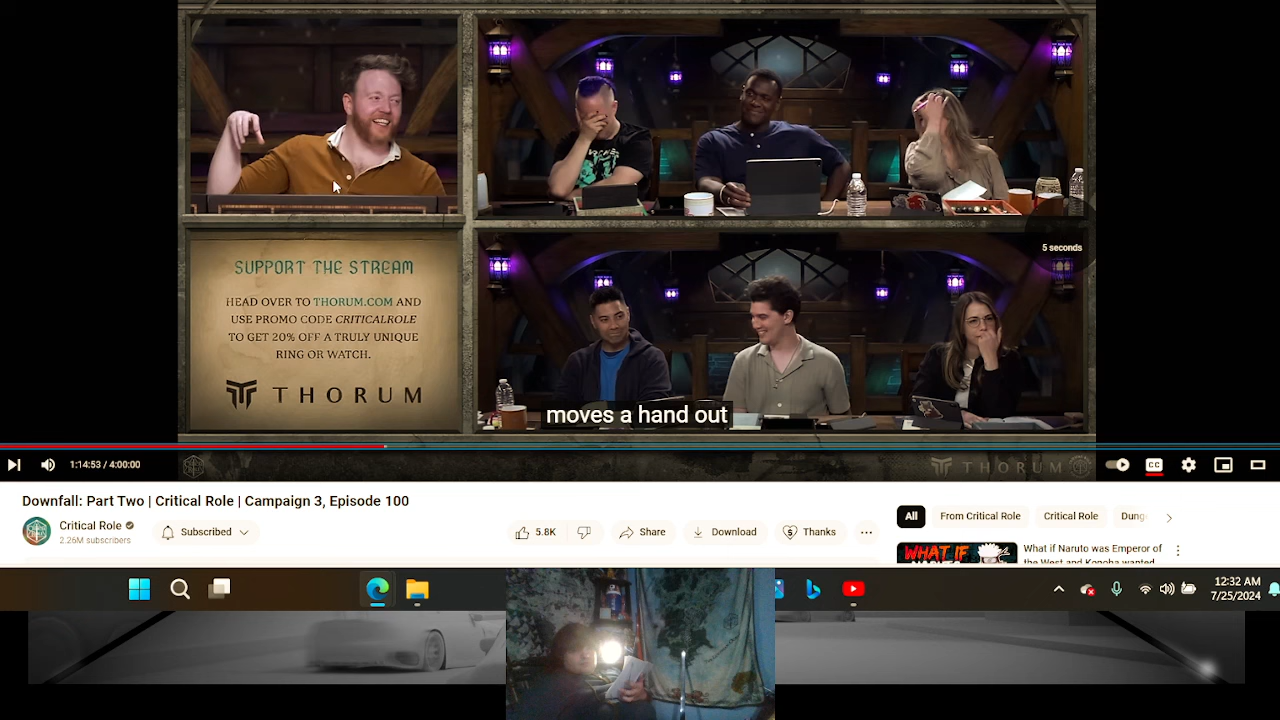 SUPPORT THE STREAM
HEAD OVER TO THORUM.COM AND
USE PROMO CODE CRITICALROLE
TO GET 20% OFF A TRULY UNIQUE
RING OR WATCH.
THORUM
5 seconds
moves a hand out
1:14:53 / 4:00:00
THORUM
CC
Downfall: Part Two | Critical Role | Campaign 3, Episode 100
Critical Role
2.26M subscribers
Subscribed
5.8K
Share
Download
Thanks
All
From Critical Role
Critical Role
Dung
WHAT IF
What if Naruto was Emperor of
the West and Konoha wanted
12:32 AM
7/25/2024